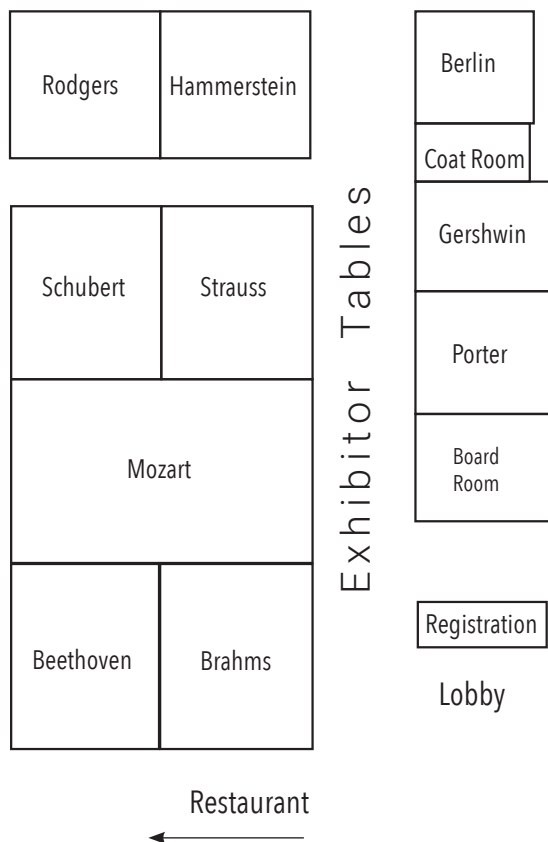 Rodgers
Hammerstein
Berlin
Coat Room
Gershwin
Schubert
Strauss
Exhibitor Tables
Porter
Mozart
Board
Room
Registration
Beethoven
Brahms
Lobby
Restaurant